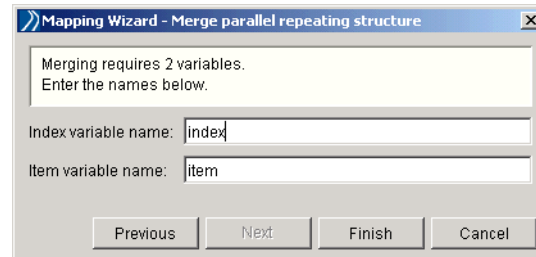 Mapping Wizard - Merge parallel repeating structure
Merging requires 2 variables.
Enter the names below.
Index variable name: index
Item variable name: item
Previous Next Finish Cancel